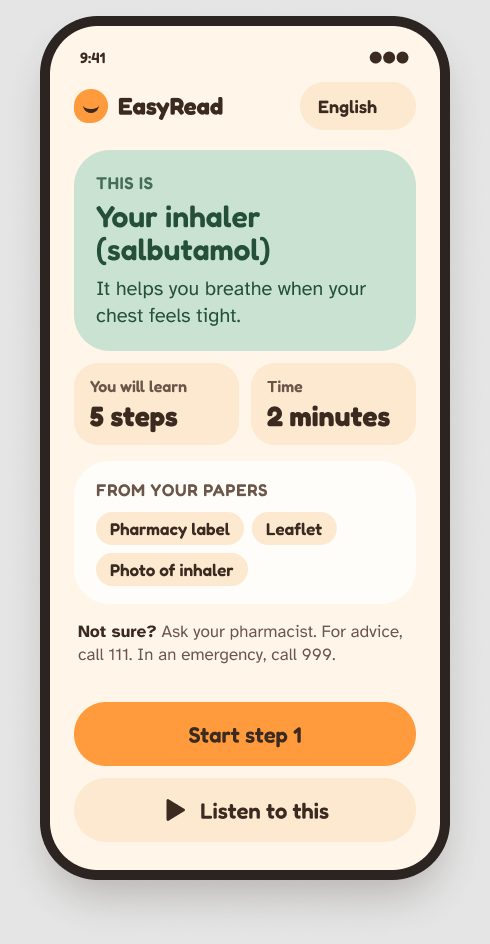 9:41
EasyRead
English
THIS IS
Your inhaler
(salbutamol)
It helps you breathe when your
chest feels tight.
You will learn
5 steps
Time
2 minutes
FROM YOUR PAPERS
Pharmacy label
Leaflet
Photo of inhaler
Not sure? Ask your pharmacist. For advice,
call 111. In an emergency, call 999.
Start step 1
Listen to this